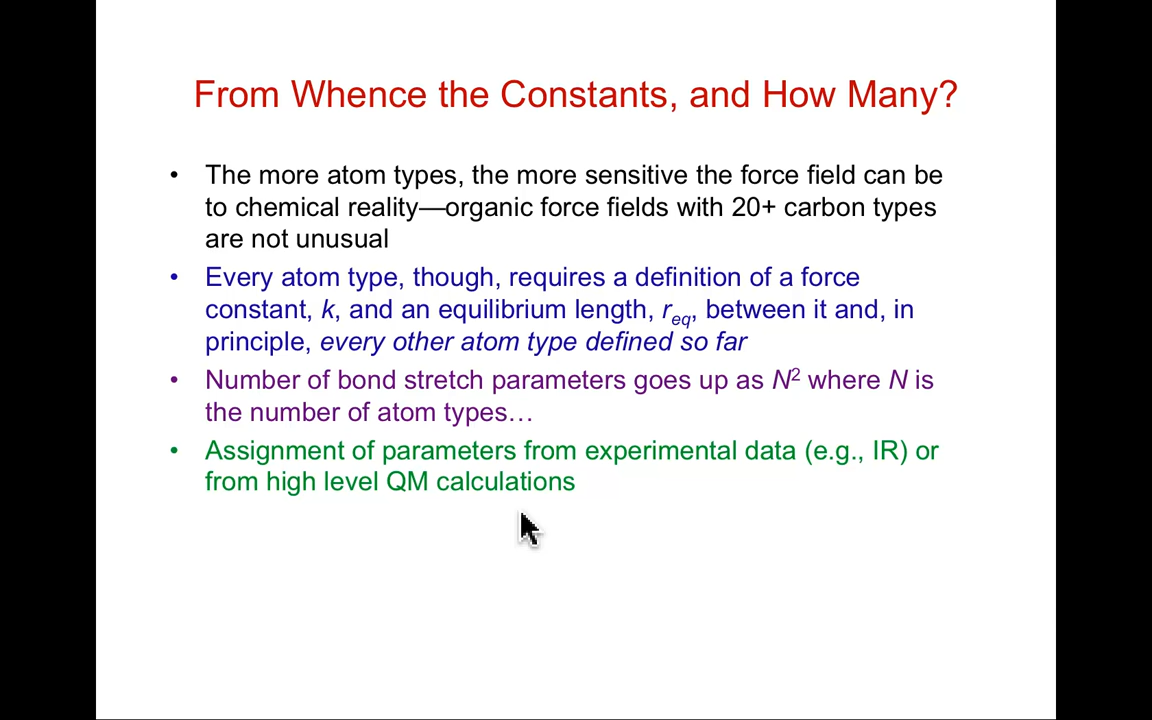 From Whence the Constants, and How Many?
• The more atom types, the more sensitive the force field can be
to chemical reality—organic force fields with 20+ carbon types
are not unusual
• Every atom type, though, requires a definition of a force
constant, k, and an equilibrium length, req, between it and, in
principle, every other atom type defined so far
• Number of bond stretch parameters goes up as N² where N is
the number of atom types…
• Assignment of parameters from experimental data (e.g., IR) or
from high level QM calculations